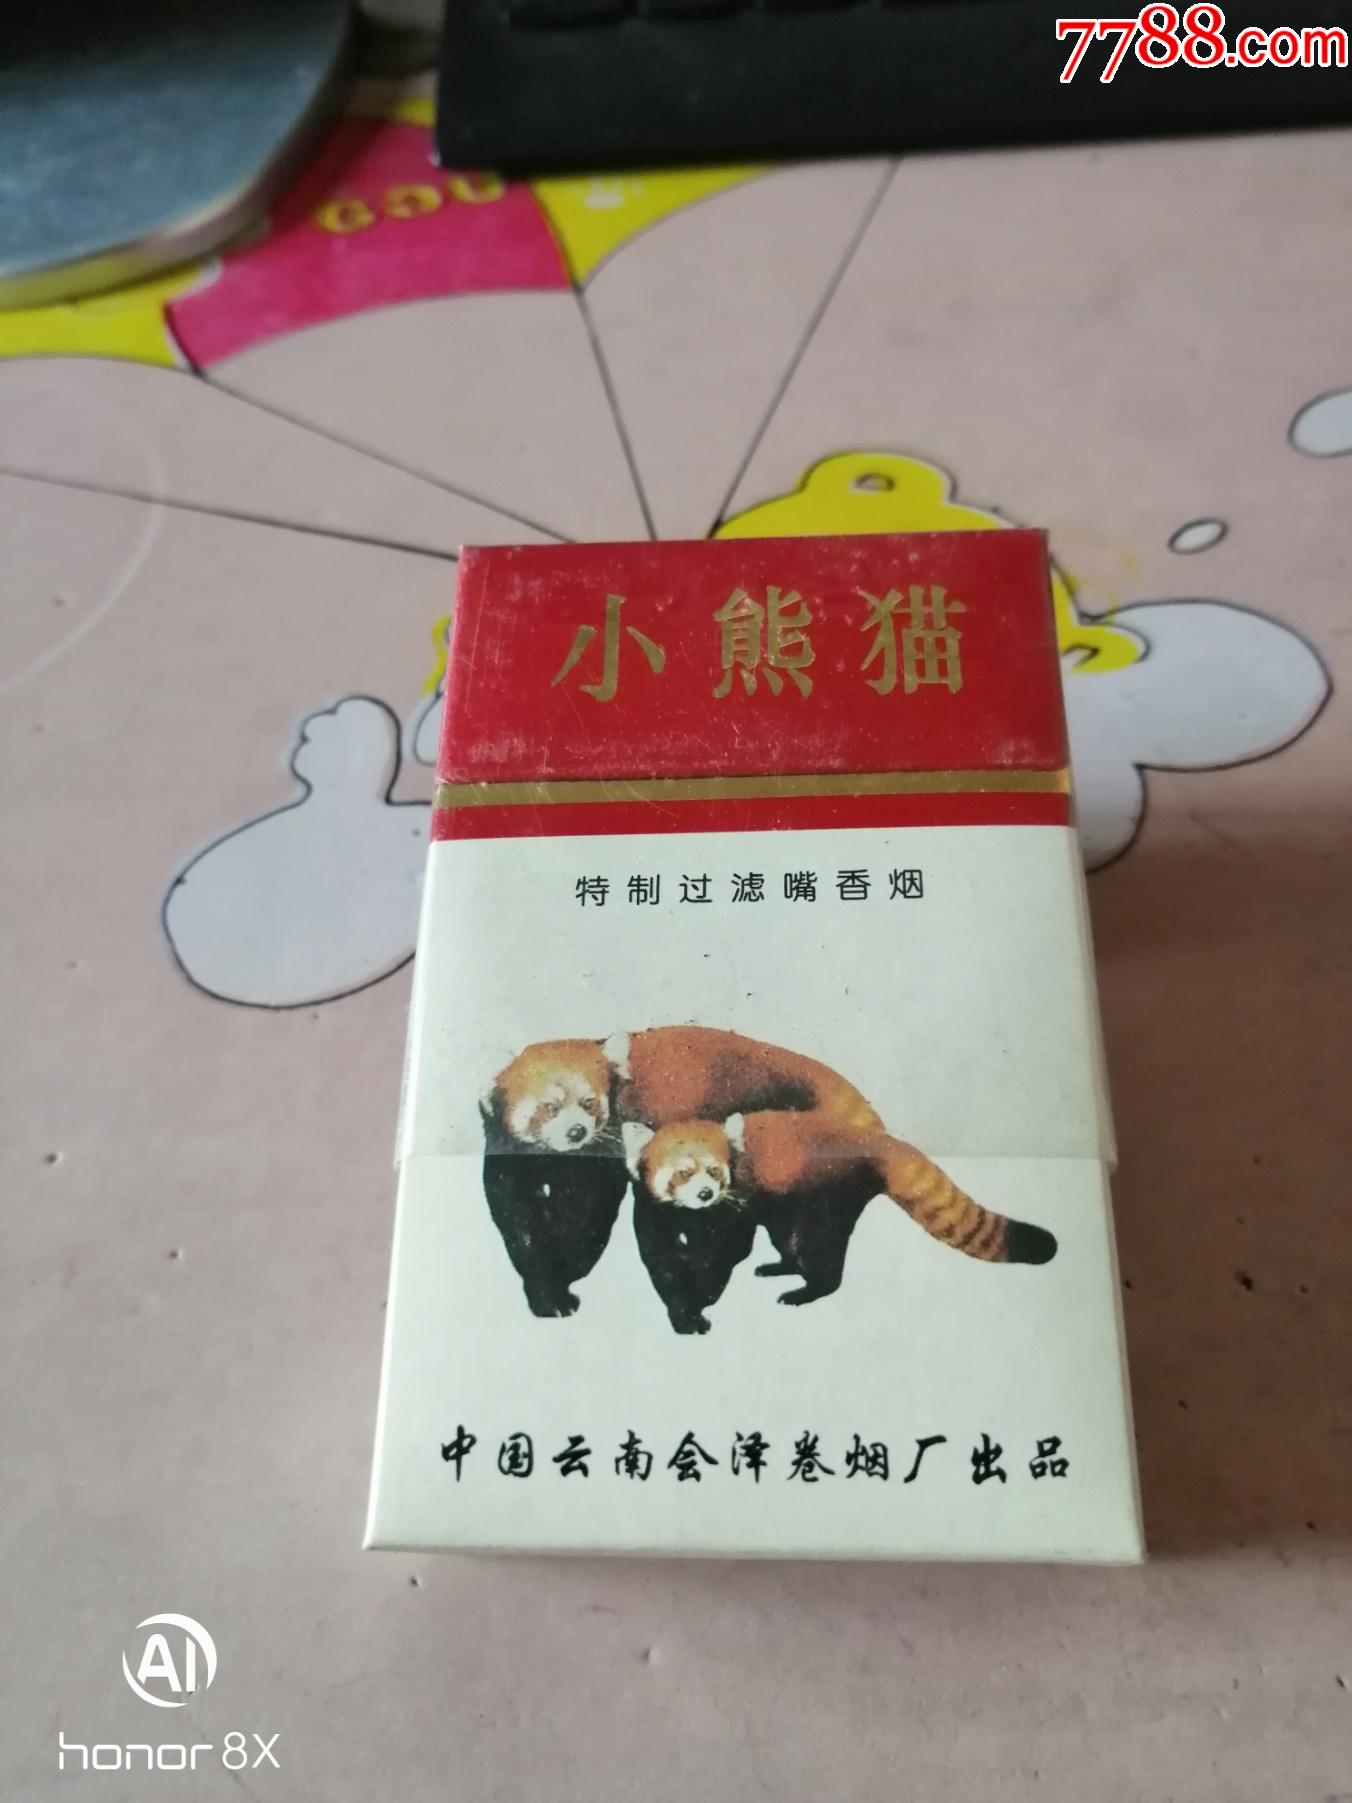 7788.com
小熊猫
特制过滤嘴香烟
中国云南会泽卷烟厂出品
AI
honor 8X